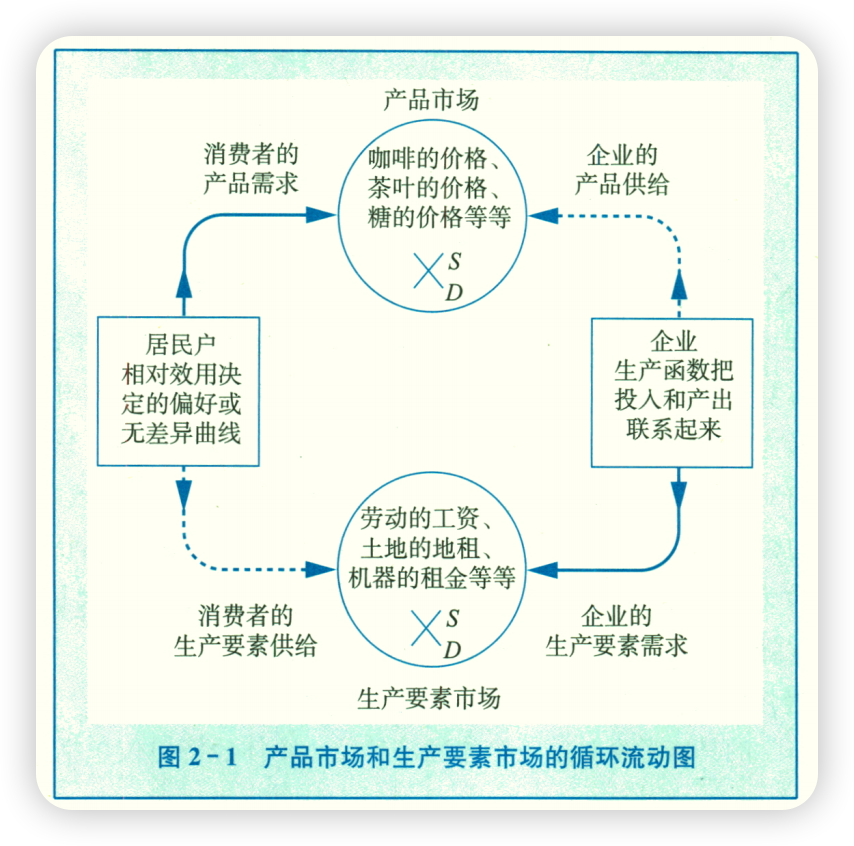 产品市场
消费者的
产品需求
咖啡的价格、
茶叶的价格、
糖的价格等等
S
D
企业的
产品供给
居民户
相对效用决
定的偏好或
无差异曲线
企业
生产函数把
投入和产出
联系起来
劳动的工资、
土地的地租、
机器的租金等等
S
D
消费者的
生产要素供给
企业的
生产要素需求
生产要素市场
图 2-1 产品市场和生产要素市场的循环流动图